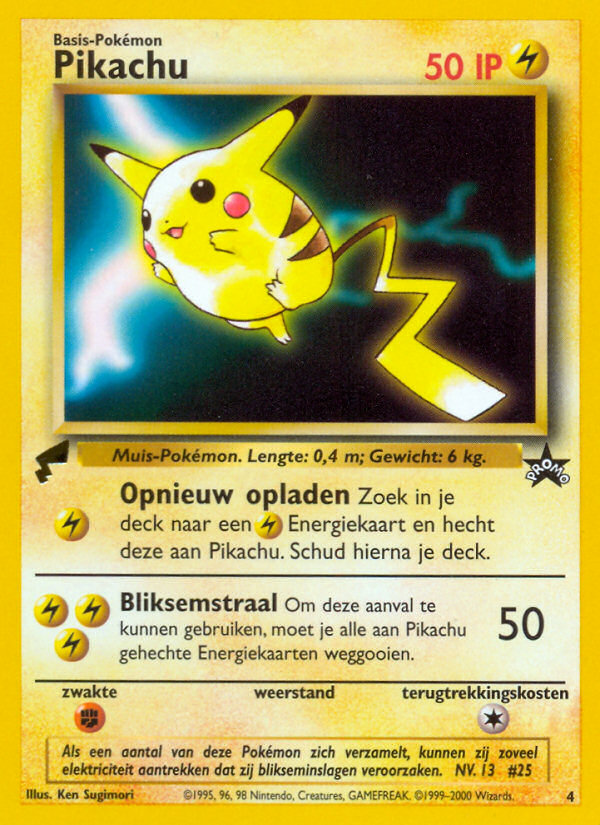 Basis-Pokémon
Pikachu
50 IP
Muis-Pokémon. Lengte: 0,4 m; Gewicht: 6 kg.
PROMO
Opnieuw opladen Zoek in je
deck naar een Energiekaart en hecht
deze aan Pikachu. Schud hierna je deck.
Bliksemstraal Om deze aanval te
kunnen gebruiken, moet je alle aan Pikachu
gehechte Energiekaarten weggooien.
50
zwakte weerstand terugtrekkingskosten
Als een aantal van deze Pokémon zich verzamelt, kunnen zij zoveel
elektriciteit aantrekken dat zij blikseminslagen veroorzaken. NV. 13 #25
Illus. Ken Sugimori ©1995, 96, 98 Nintendo, Creatures, GAMEFREAK. ©1999-2000 Wizards. 4